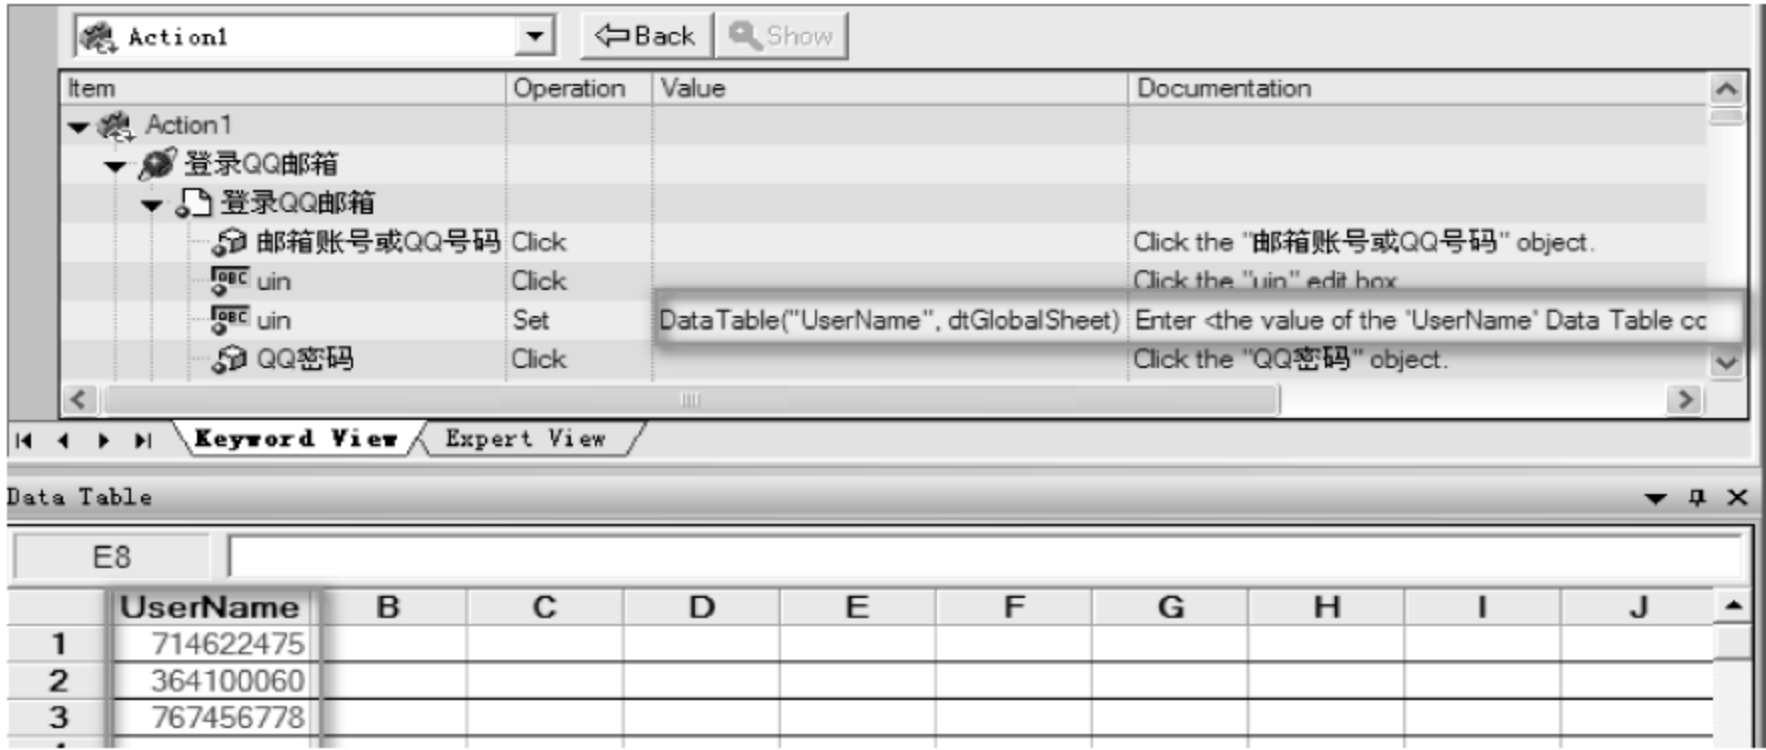 Action1 Back Show
Item Operation Value Documentation
Action1
登录QQ邮箱
登录QQ邮箱
邮箱账号或QQ号码 Click Click the "邮箱账号或QQ号码" object.
uin Click Click the "uin" edit box
uin Set DataTable("UserName", dtGlobalSheet) Enter <the value of the 'UserName' Data Table cc
QQ密码 Click Click the "QQ密码" object.
Keyword View Expert View
Data Table
E8
UserName B C D E F G H I J
1 714622475
2 364100060
3 767456778